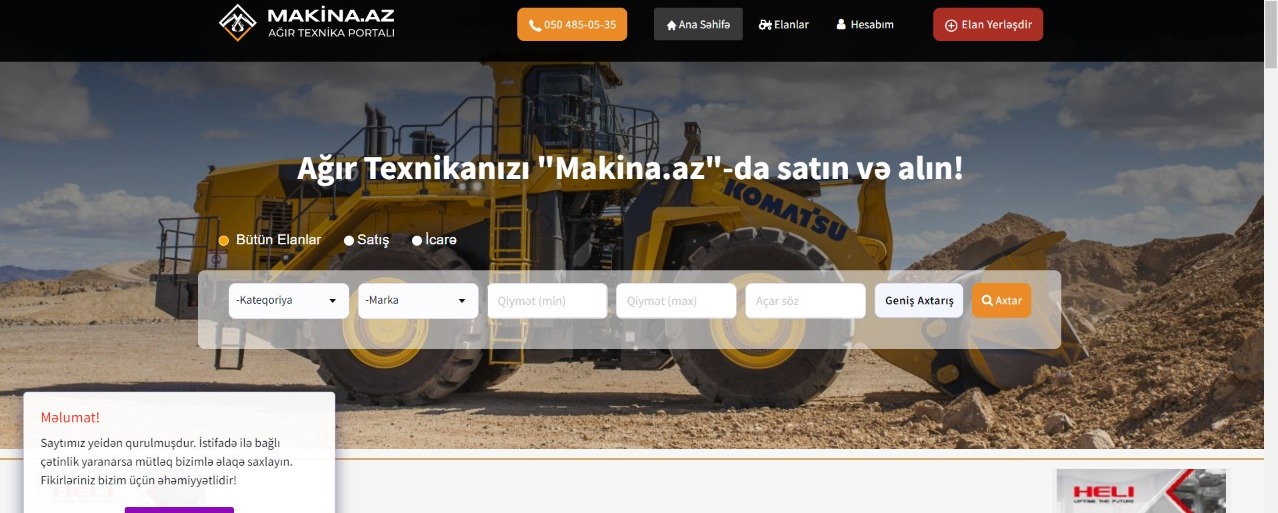 MAKİNA.AZ
AĞIR TEXNİKA PORTALI
050 485-05-35
Ana Səhifə
Elanlar
Hesabım
Elan Yerləşdir
Ağır Texnikanızı "Makina.az"-da satın və alın!
KOMATSU
Bütün Elanlar
Satış
İcarə
-Kateqoriya
-Marka
Qiymət (min)
Qiymət (max)
Açar söz
Geniş Axtarış
Axtar
Məlumat!
Saytımız yeidən qurulmuşdur. İstifadə ilə bağlı
çətinlik yaranarsa mütləq bizimlə əlaqə saxlayın.
Fikirləriniz bizim üçün əhəmiyyətlidir!
HELI
LIFTING THE FUTURE